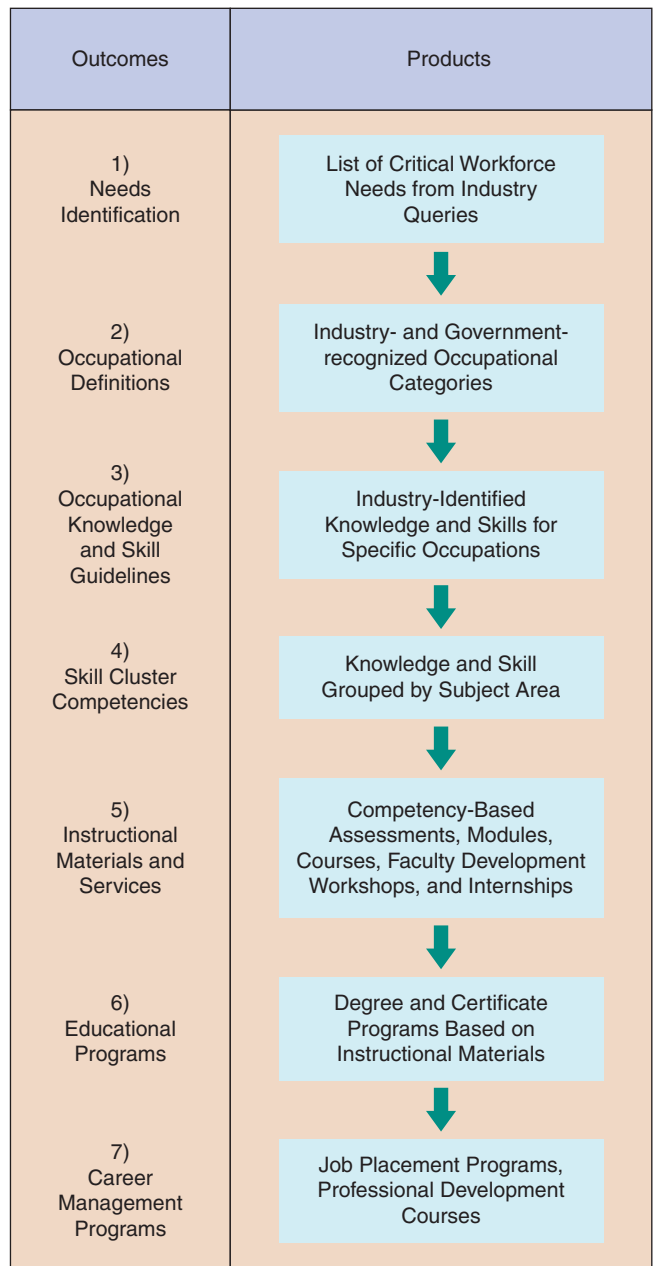 Outcomes
Products
1)
Needs
Identification
List of Critical Workforce
Needs from Industry
Queries
2)
Occupational
Definitions
Industry- and Government-
recognized Occupational
Categories
3)
Occupational
Knowledge
and Skill
Guidelines
Industry-Identified
Knowledge and Skills for
Specific Occupations
4)
Skill Cluster
Competencies
Knowledge and Skill
Grouped by Subject Area
5)
Instructional
Materials and
Services
Competency-Based
Assessments, Modules,
Courses, Faculty Development
Workshops, and Internships
6)
Educational
Programs
Degree and Certificate
Programs Based on
Instructional Materials
7)
Career
Management
Programs
Job Placement Programs,
Professional Development
Courses